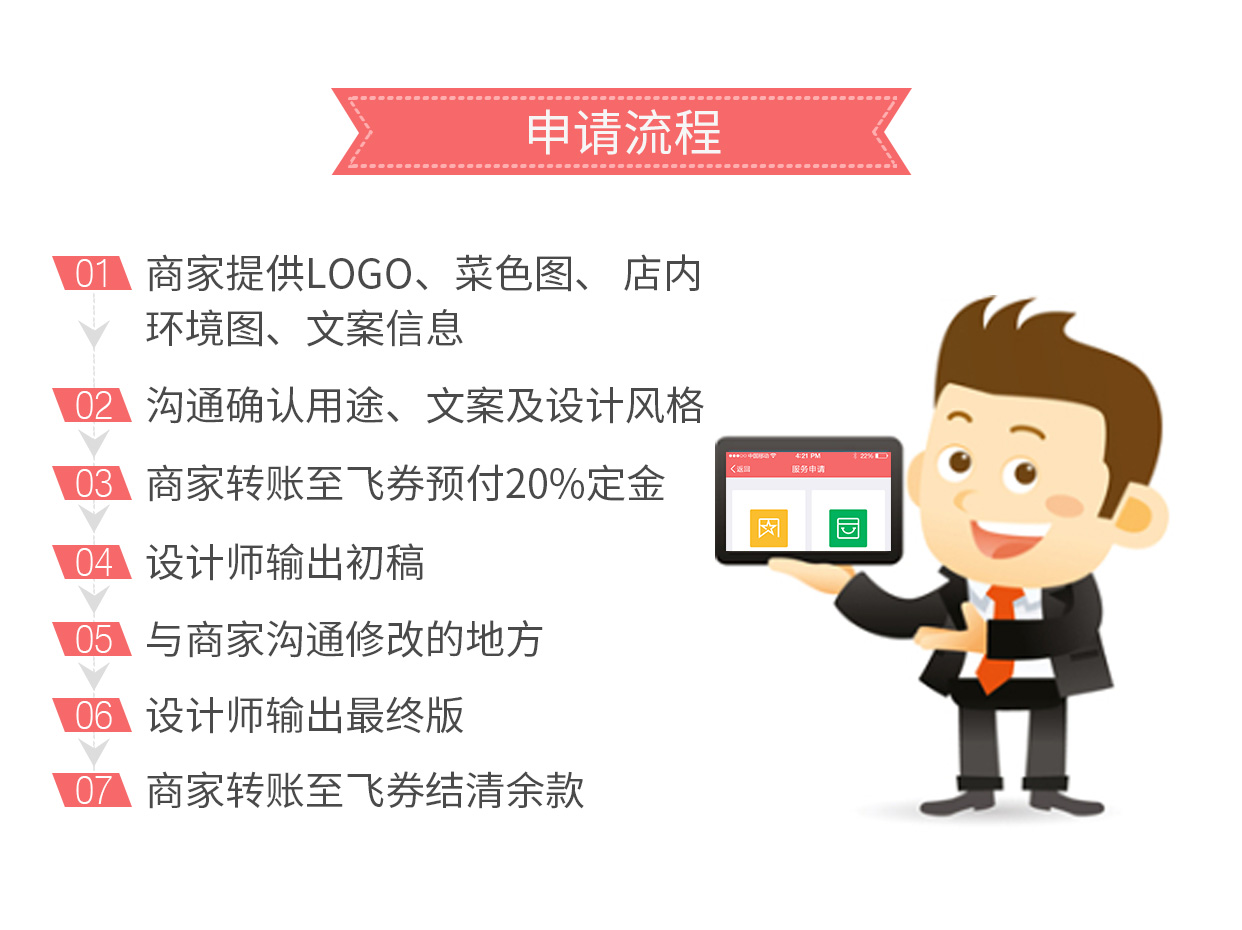 申请流程
01 商家提供LOGO、菜色图、 店内
环境图、文案信息
02 沟通确认用途、文案及设计风格
03 商家转账至飞券预付20%定金
04 设计师输出初稿
05 与商家沟通修改的地方
06 设计师输出最终版
07 商家转账至飞券结清余款
中国移动 4:21 PM 22%
返回 服务申请